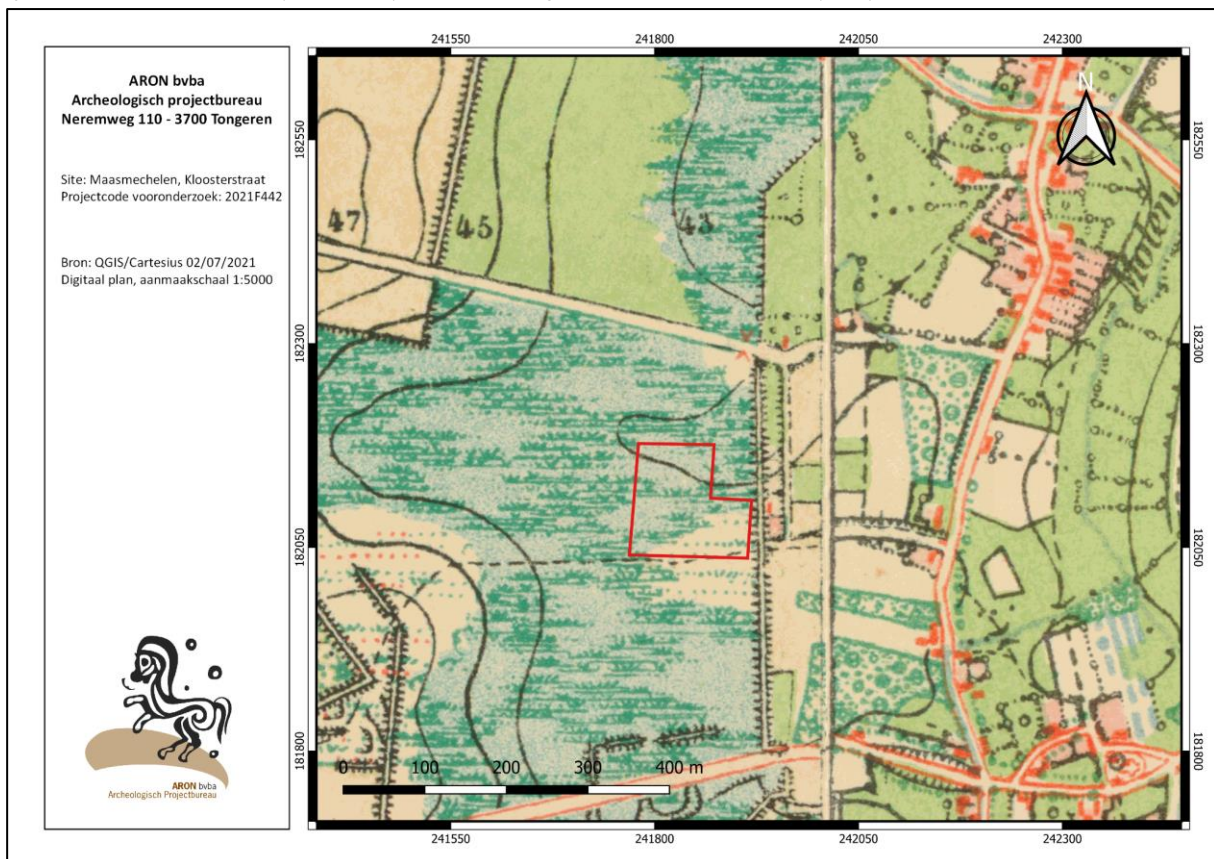 ARON bvba
Archeologisch projectbureau
Neremweg 110 - 3700 Tongeren
Site: Maasmechelen, Kloosterstraat
Projectcode vooronderzoek: 2021F442
Bron: QGIS/Cartesius 02/07/2021
Digitaal plan, aanmaakschaal 1:5000
ARON bvba
Archeologisch Projectbureau
241550 241800 242050 242300
182550 182550
N
47 45 43
Molen
182300 182300
182050 182050
181800 181800
0 100 200 300 400 m
241550 241800 242050 242300